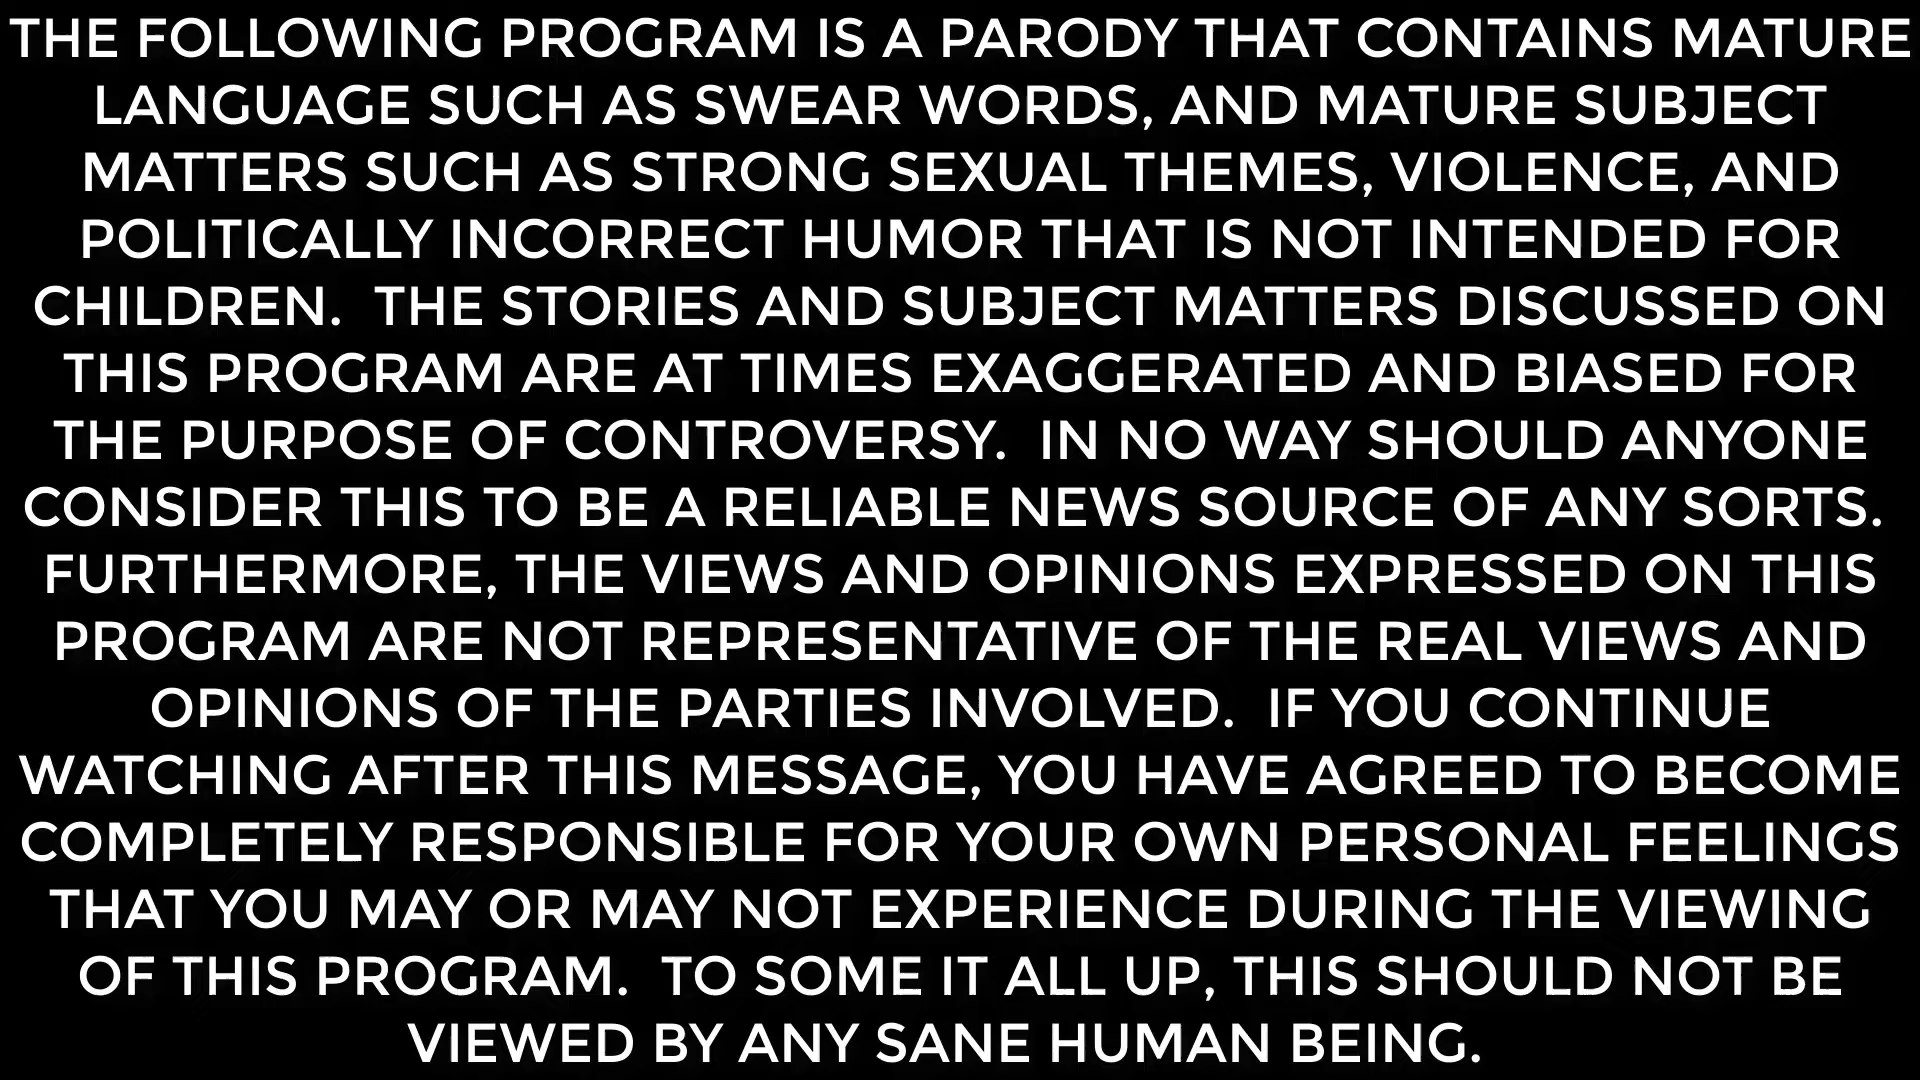 THE FOLLOWING PROGRAM IS A PARODY THAT CONTAINS MATURE
LANGUAGE SUCH AS SWEAR WORDS, AND MATURE SUBJECT
MATTERS SUCH AS STRONG SEXUAL THEMES, VIOLENCE, AND
POLITICALLY INCORRECT HUMOR THAT IS NOT INTENDED FOR
CHILDREN.  THE STORIES AND SUBJECT MATTERS DISCUSSED ON
THIS PROGRAM ARE AT TIMES EXAGGERATED AND BIASED FOR
THE PURPOSE OF CONTROVERSY.  IN NO WAY SHOULD ANYONE
CONSIDER THIS TO BE A RELIABLE NEWS SOURCE OF ANY SORTS.
FURTHERMORE, THE VIEWS AND OPINIONS EXPRESSED ON THIS
PROGRAM ARE NOT REPRESENTATIVE OF THE REAL VIEWS AND
OPINIONS OF THE PARTIES INVOLVED.  IF YOU CONTINUE
WATCHING AFTER THIS MESSAGE, YOU HAVE AGREED TO BECOME
COMPLETELY RESPONSIBLE FOR YOUR OWN PERSONAL FEELINGS
THAT YOU MAY OR MAY NOT EXPERIENCE DURING THE VIEWING
OF THIS PROGRAM.  TO SOME IT ALL UP, THIS SHOULD NOT BE
VIEWED BY ANY SANE HUMAN BEING.